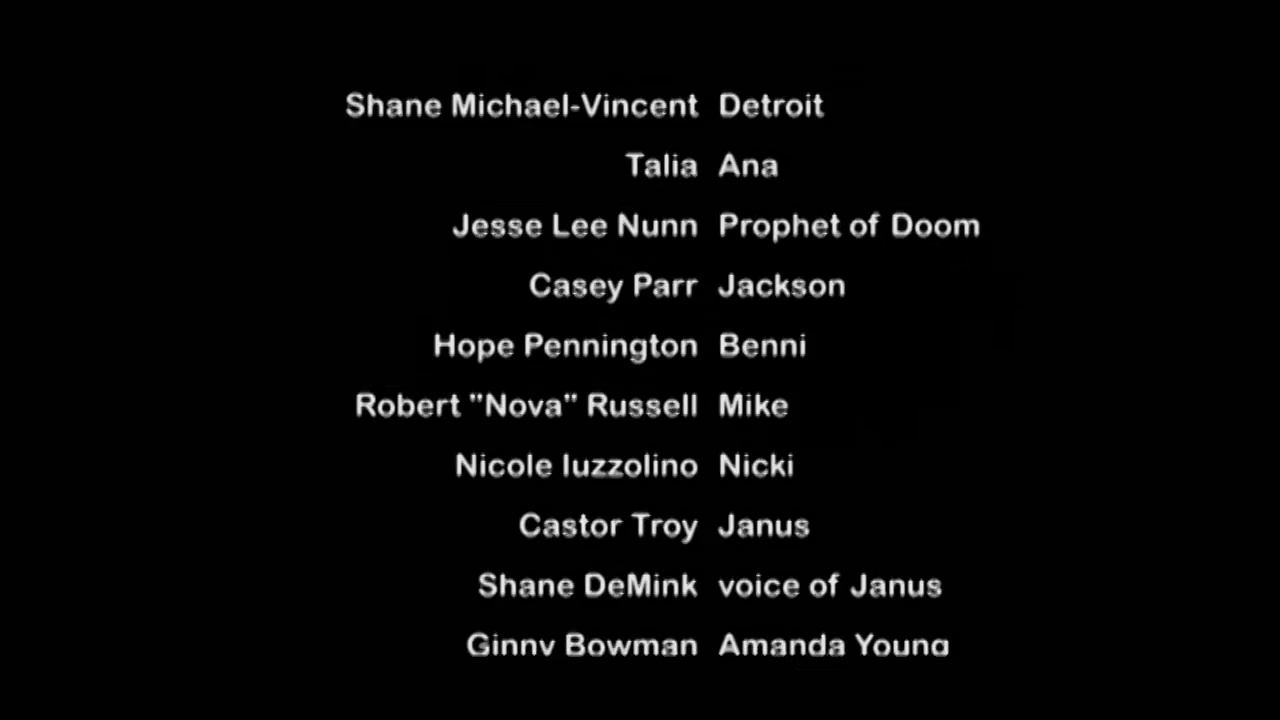 Shane Michael-Vincent Detroit
Talia Ana
Jesse Lee Nunn Prophet of Doom
Casey Parr Jackson
Hope Pennington Benni
Robert "Nova" Russell Mike
Nicole Iuzzolino Nicki
Castor Troy Janus
Shane DeMink voice of Janus
Ginny Bowman Amanda Young